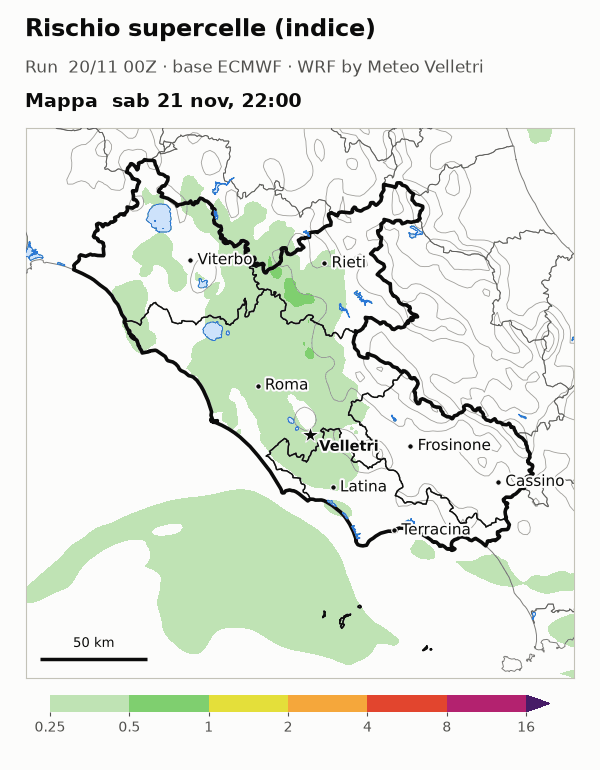 Rischio supercelle (indice)
Run  20/11 00Z · base ECMWF · WRF by Meteo Velletri
Mappa  sab 21 nov, 22:00
Viterbo
Rieti
Roma
Velletri
Frosinone
Latina
Cassino
Terracina
50 km
0.25 0.5 1 2 4 8 16